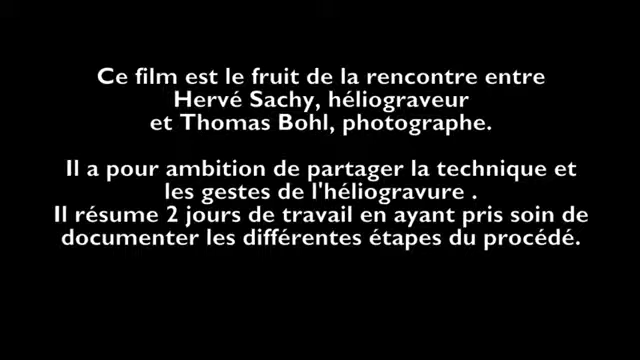 Ce film est le fruit de la rencontre entre
Hervé Sachy, héliograveur
et Thomas Bohl, photographe.
Il a pour ambition de partager la technique et
les gestes de l'héliogravure .
Il résume 2 jours de travail en ayant pris soin de
documenter les différentes étapes du procédé.